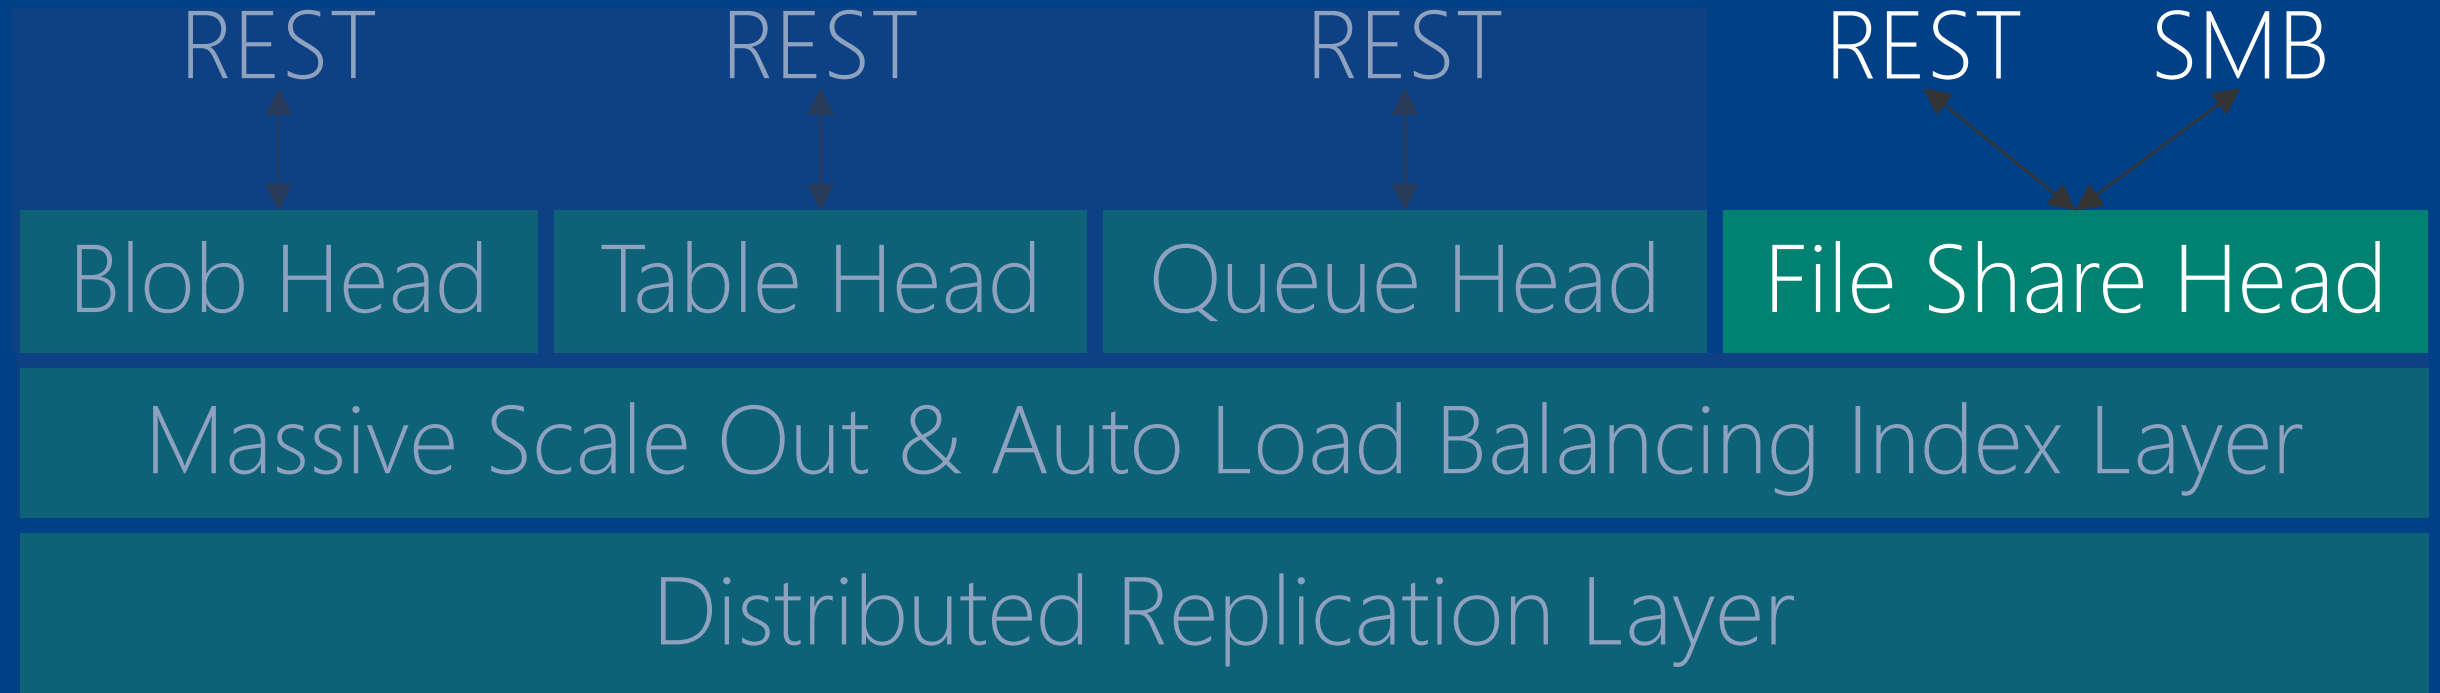 REST REST REST REST SMB
Blob Head Table Head Queue Head File Share Head
Massive Scale Out & Auto Load Balancing Index Layer
Distributed Replication Layer